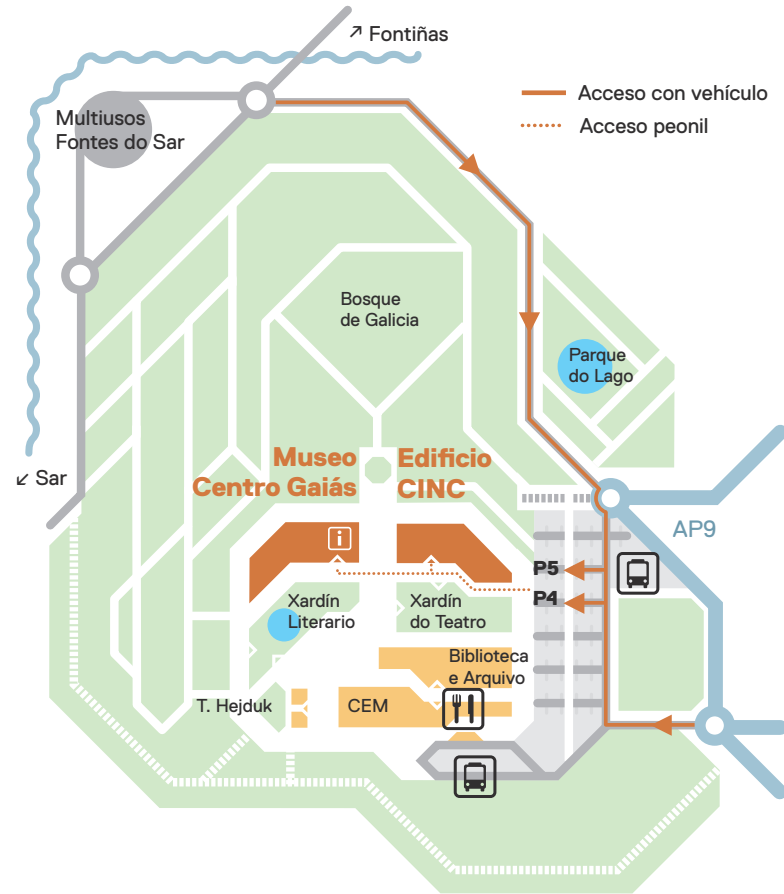 ↗ Fontiñas
Acceso con vehículo
Acceso peonil
Multiusos
Fontes do Sar
Bosque
de Galicia
Parque
do Lago
Museo
Centro Gaiás
Edificio
CINC
↙ Sar
AP9
i
P5
P4
Xardín
Literario
Xardín
do Teatro
Biblioteca
e Arquivo
T. Hejduk
CEM